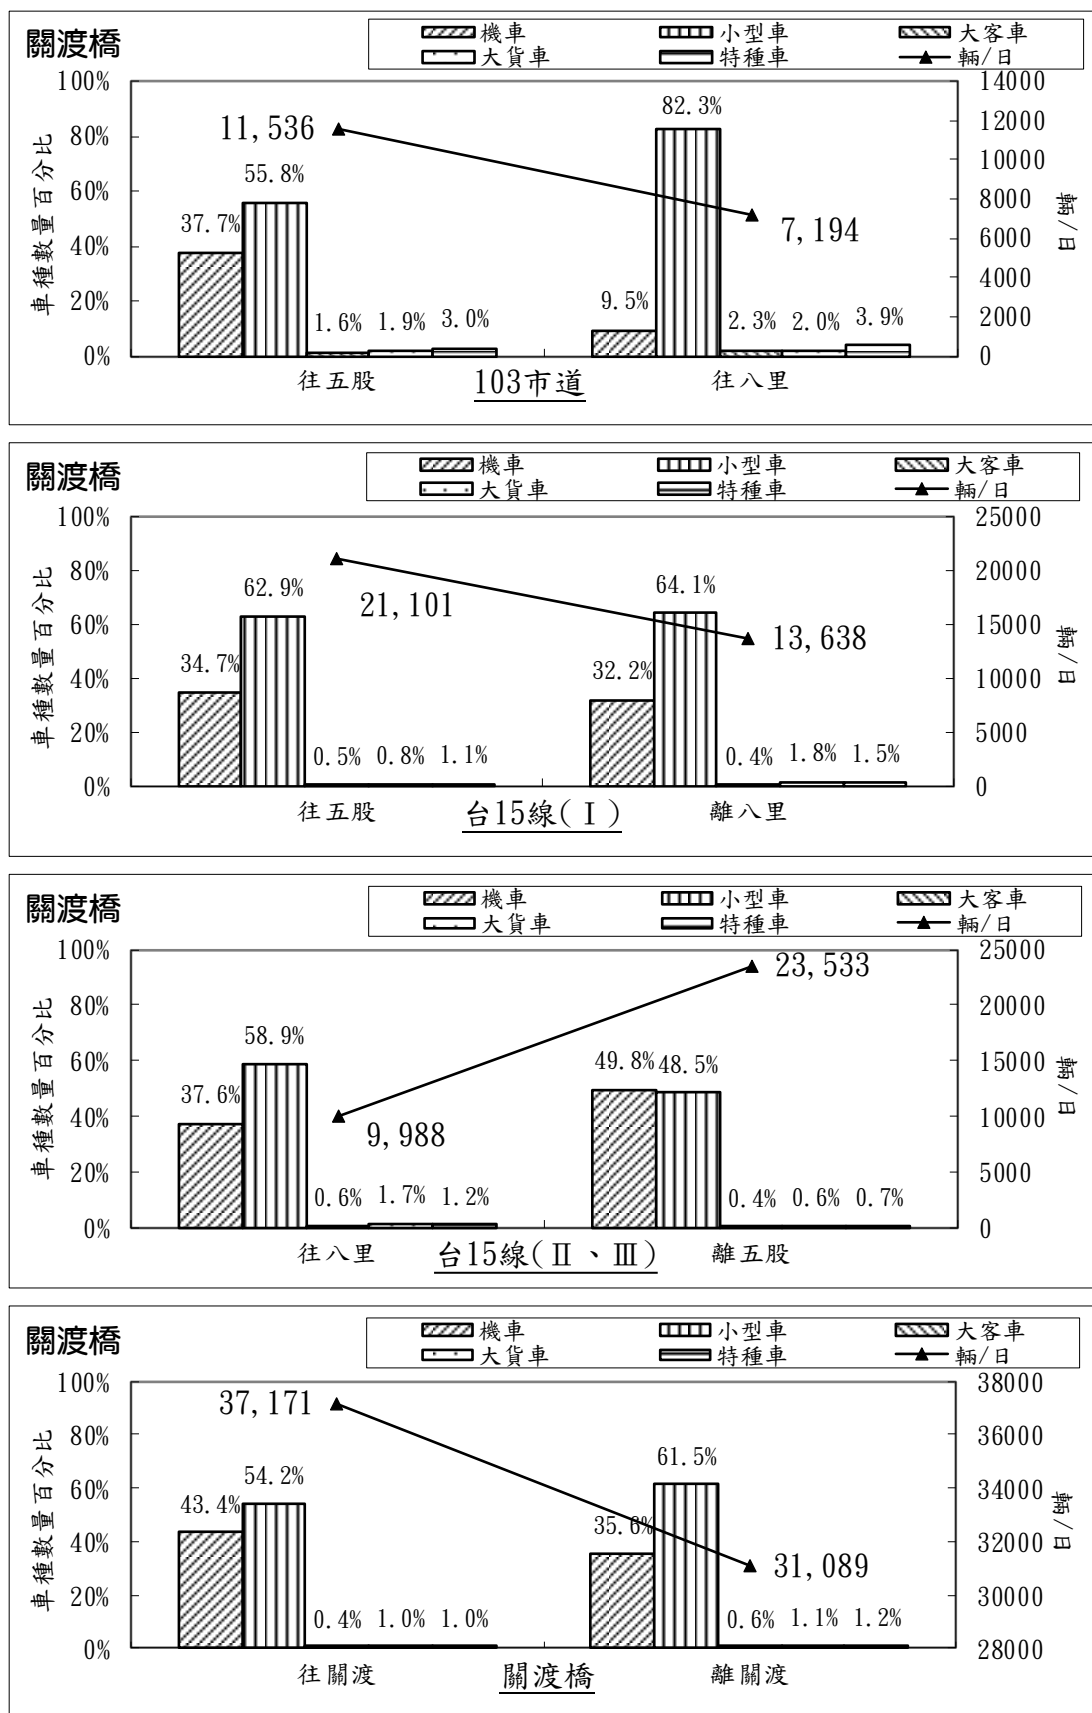 關渡橋
機車 小型車 大客車
大貨車 特種車 輛/日
100% 14000
80% 12000
60% 10000
40% 8000
20% 6000
0% 4000
2000
0
車種數量百分比
輛/日
11,536 7,194
37.7% 55.8% 1.6% 1.9% 3.0%
9.5% 82.3% 2.3% 2.0% 3.9%
往五股 103市道 往八里
關渡橋
機車 小型車 大客車
大貨車 特種車 輛/日
100% 25000
80% 20000
60% 15000
40% 10000
20% 5000
0% 0
車種數量百分比
輛/日
21,101 13,638
34.7% 62.9% 0.5% 0.8% 1.1%
32.2% 64.1% 0.4% 1.8% 1.5%
往五股 台15線(Ⅰ) 離八里
關渡橋
機車 小型車 大客車
大貨車 特種車 輛/日
100% 25000
80% 20000
60% 15000
40% 10000
20% 5000
0% 0
車種數量百分比
輛/日
9,988 23,533
37.6% 58.9% 0.6% 1.7% 1.2%
49.8% 48.5% 0.4% 0.6% 0.7%
往八里 台15線(Ⅱ、Ⅲ) 離五股
關渡橋
機車 小型車 大客車
大貨車 特種車 輛/日
100% 38000
80% 36000
60% 34000
40% 32000
20% 30000
0% 28000
車種數量百分比
輛/日
37,171 31,089
43.4% 54.2% 0.4% 1.0% 1.0%
35.6% 61.5% 0.6% 1.1% 1.2%
往關渡 關渡橋 離關渡